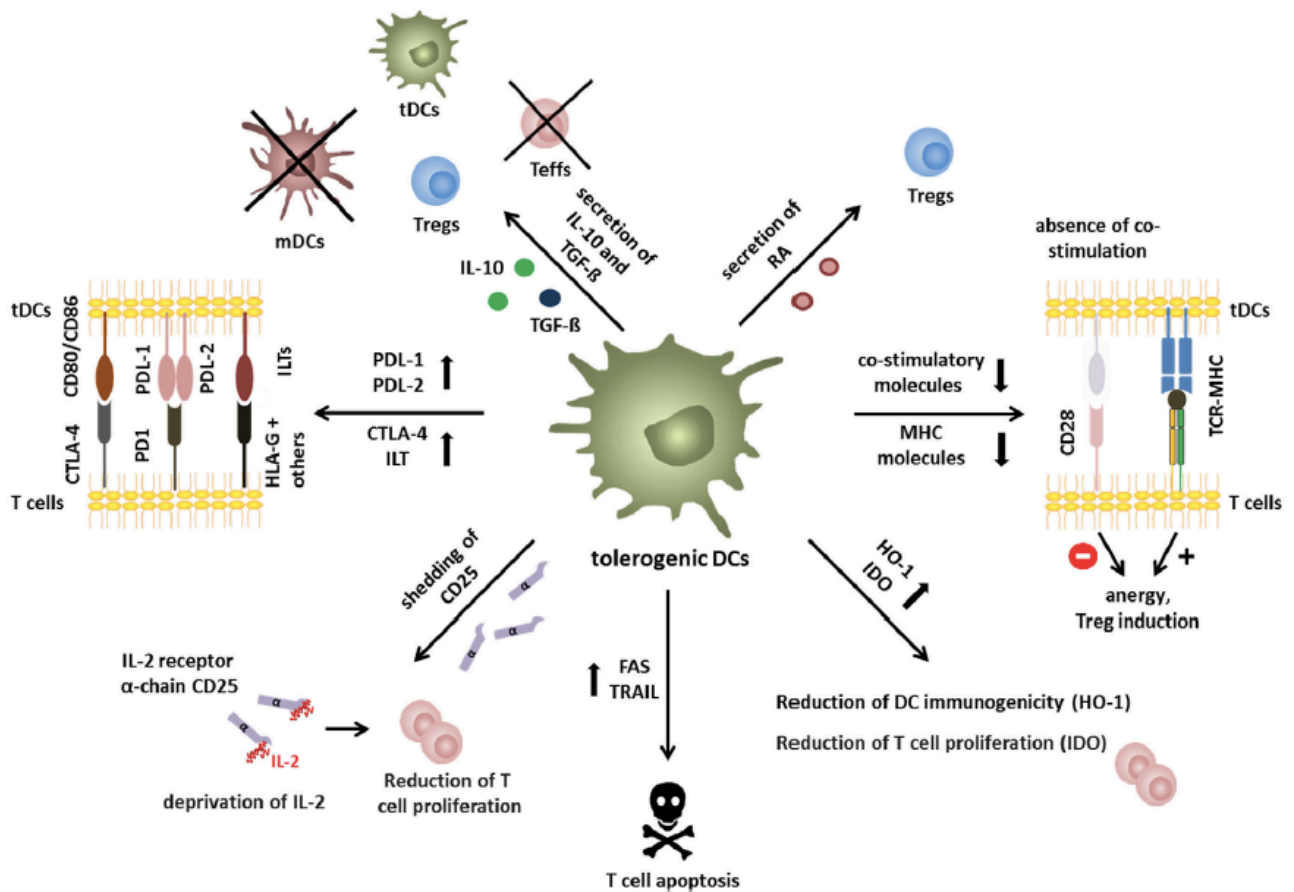 tDCs
Teffs
mDCs
Tregs
Tregs
secretion of
IL-10 and
TGF-ß
secretion of
RA
IL-10
TGF-ß
absence of co-
stimulation
tDCs
CD80/CD86
PDL-1
PDL-2
ILTs
CTLA-4
PD1
HLA-G +
others
T cells
PDL-1
PDL-2
CTLA-4
ILT
co-stimulatory
molecules
MHC
molecules
tDCs
CD28
TCR-MHC
T cells
+
anergy,
Treg induction
tolerogenic DCs
shedding of
CD25
α
α
α
HO-1
IDO
FAS
TRAIL
IL-2 receptor
α-chain CD25
α
α
IL-2
deprivation of IL-2
Reduction of T
cell proliferation
Reduction of DC immunogenicity (HO-1)
Reduction of T cell proliferation (IDO)
T cell apoptosis